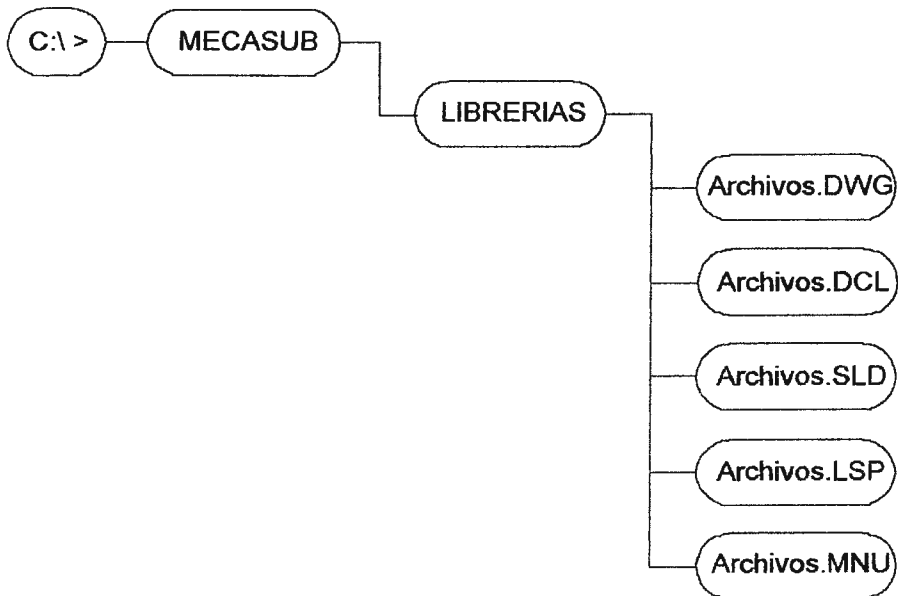 C:\ >
MECASUB
LIBRERIAS
Archivos.DWG
Archivos.DCL
Archivos.SLD
Archivos.LSP
Archivos.MNU